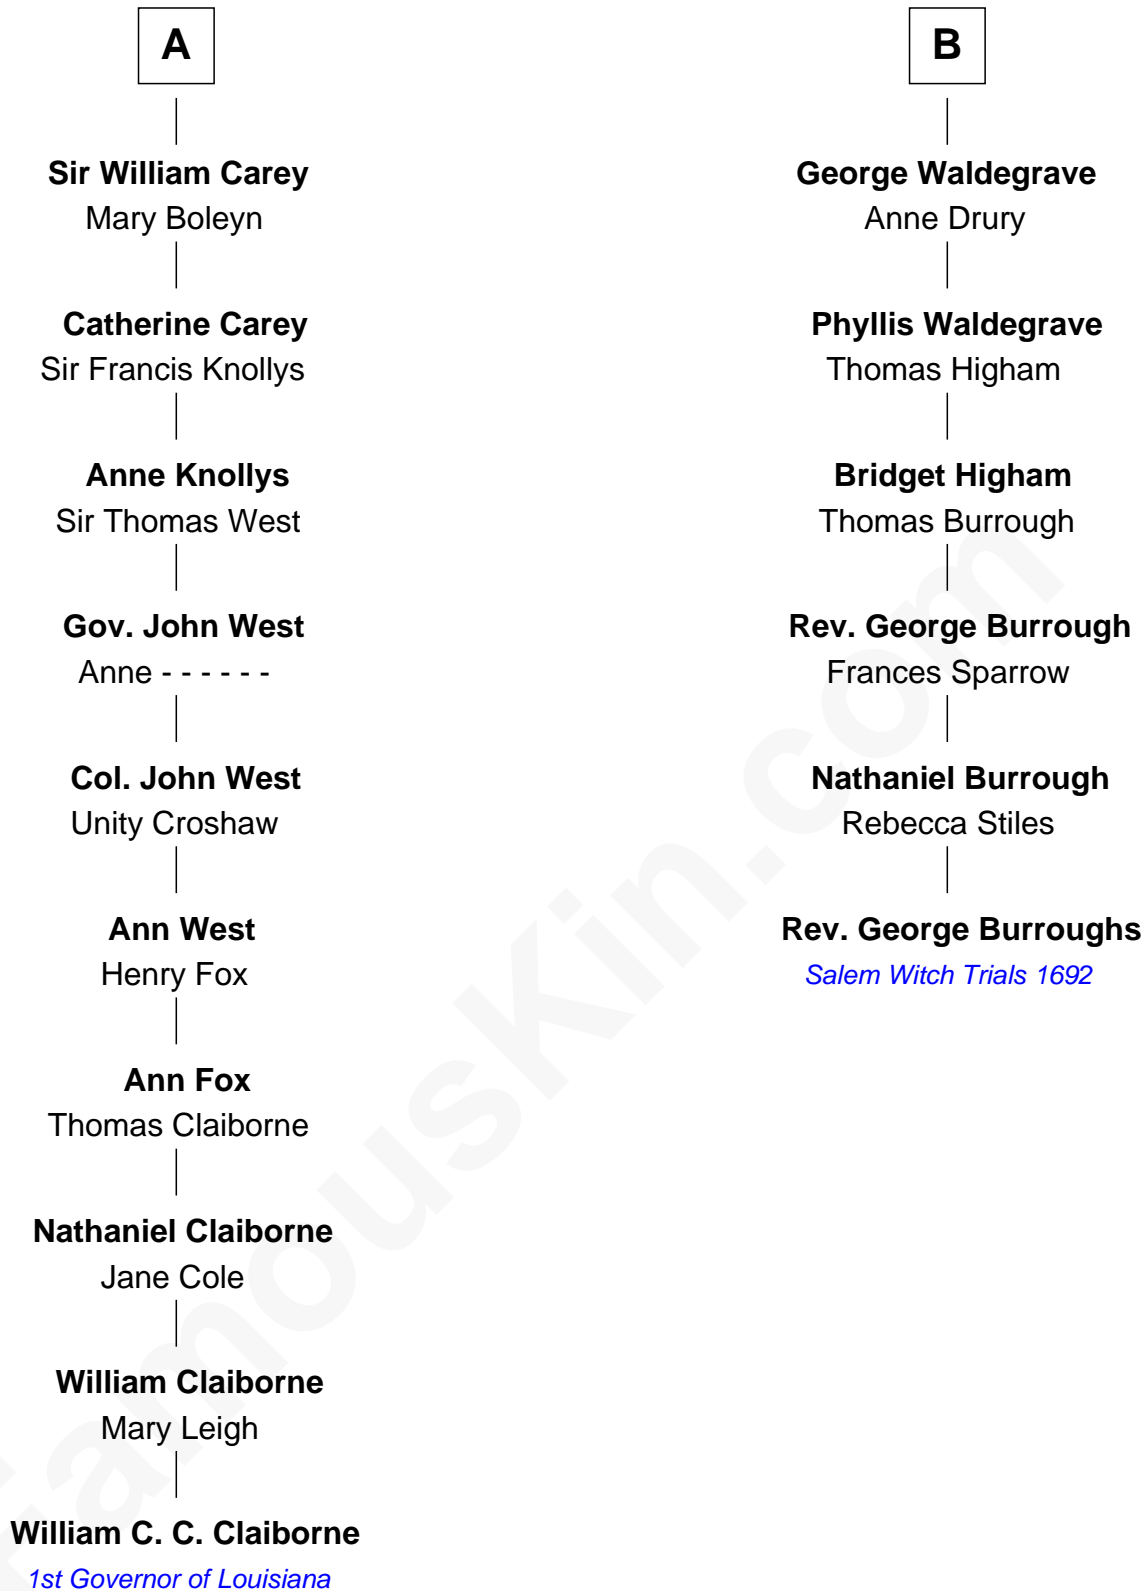 A
Sir William Carey
Mary Boleyn
Catherine Carey
Sir Francis Knollys
Anne Knollys
Sir Thomas West
Gov. John West
Anne - - - - - -
Col. John West
Unity Croshaw
Ann West
Henry Fox
Ann Fox
Thomas Claiborne
Nathaniel Claiborne
Jane Cole
William Claiborne
Mary Leigh
William C. C. Claiborne
1st Governor of Louisiana
B
George Waldegrave
Anne Drury
Phyllis Waldegrave
Thomas Higham
Bridget Higham
Thomas Burrough
Rev. George Burrough
Frances Sparrow
Nathaniel Burrough
Rebecca Stiles
Rev. George Burroughs
Salem Witch Trials 1692
famouskin.com